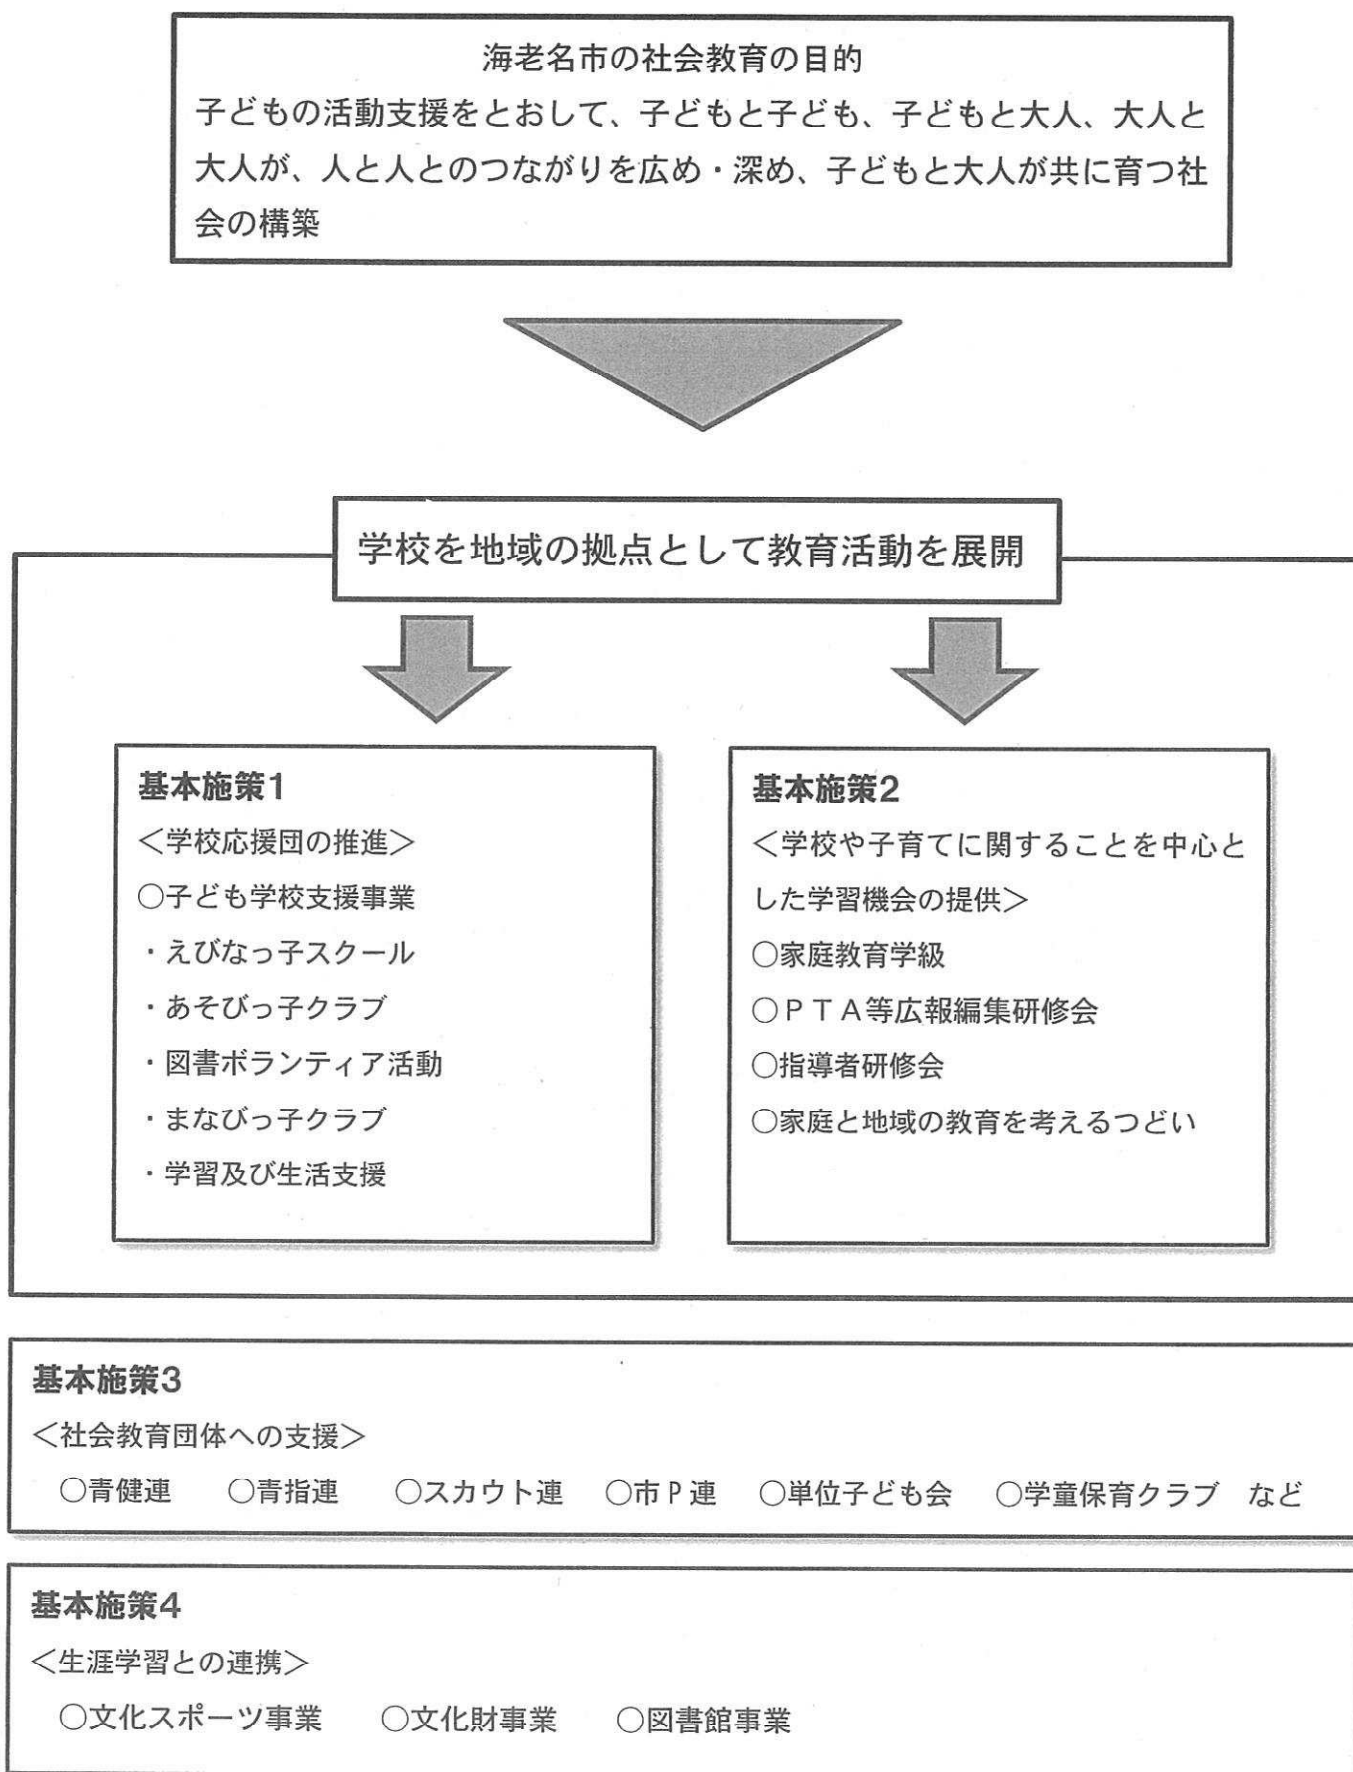 海老名市の社会教育の目的
子どもの活動支援をとおして、子どもと子ども、子どもと大人、大人と
大人が、人と人とのつながりを広め・深め、子どもと大人が共に育つ社
会の構築
学校を地域の拠点として教育活動を展開
基本施策1
＜学校応援団の推進＞
○子ども学校支援事業
・えびなっ子スクール
・あそびっ子クラブ
・図書ボランティア活動
・まなびっ子クラブ
・学習及び生活支援
基本施策2
＜学校や子育てに関することを中心と
した学習機会の提供＞
○家庭教育学級
○ＰＴＡ等広報編集研修会
○指導者研修会
○家庭と地域の教育を考えるつどい
基本施策3
＜社会教育団体への支援＞
○青健連　○青指連　○スカウト連　○市Ｐ連　○単位子ども会　○学童保育クラブ　など
基本施策4
＜生涯学習との連携＞
○文化スポーツ事業　○文化財事業　○図書館事業